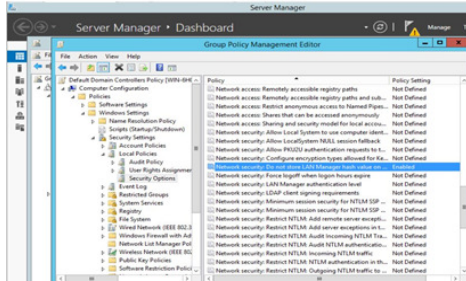 Server Manager
Server Manager • Dashboard
Manage
Group Policy Management Editor
File Action View Help
Default Domain Controllers Policy [WIN-6HE
Computer Configuration
Policies
Software Settings
Windows Settings
Name Resolution Policy
Scripts (Startup/Shutdown)
Security Settings
Account Policies
Local Policies
Audit Policy
User Rights Assignmen
Security Options
Event Log
Restricted Groups
System Services
Registry
File System
Wired Network (IEEE 802.3
Windows Firewall with Ad
Network List Manager Pol
Wireless Network (IEEE 80
Public Key Policies
Software Restriction Polici
Policy Policy Setting
Network access: Remotely accessible registry paths Not Defined
Network access: Remotely accessible registry paths and sub... Not Defined
Network access: Restrict anonymous access to Named Pipes... Not Defined
Network access: Shares that can be accessed anonymously Not Defined
Network access: Sharing and security model for local accou... Not Defined
Network security: Allow Local System to use computer ident... Not Defined
Network security: Allow LocalSystem NULL session fallback Not Defined
Network security: Allow PKU2U authentication requests to t... Not Defined
Network security: Configure encryption types allowed for Ke... Not Defined
Network security: Do not store LAN Manager hash value on ... Enabled
Network security: Force logoff when logon hours expire Not Defined
Network security: LAN Manager authentication level Not Defined
Network security: LDAP client signing requirements Not Defined
Network security: Minimum session security for NTLM SSP ... Not Defined
Network security: Minimum session security for NTLM SSP ... Not Defined
Network security: Restrict NTLM: Add remote server excepti... Not Defined
Network security: Restrict NTLM: Add server exceptions in t... Not Defined
Network security: Restrict NTLM: Audit Incoming NTLM Tra... Not Defined
Network security: Restrict NTLM: Audit NTLM authenticatio... Not Defined
Network security: Restrict NTLM: Incoming NTLM traffic Not Defined
Network security: Restrict NTLM: NTLM authentication in th... Not Defined
Network security: Restrict NTLM: Outgoing NTLM traffic to ... Not Defined